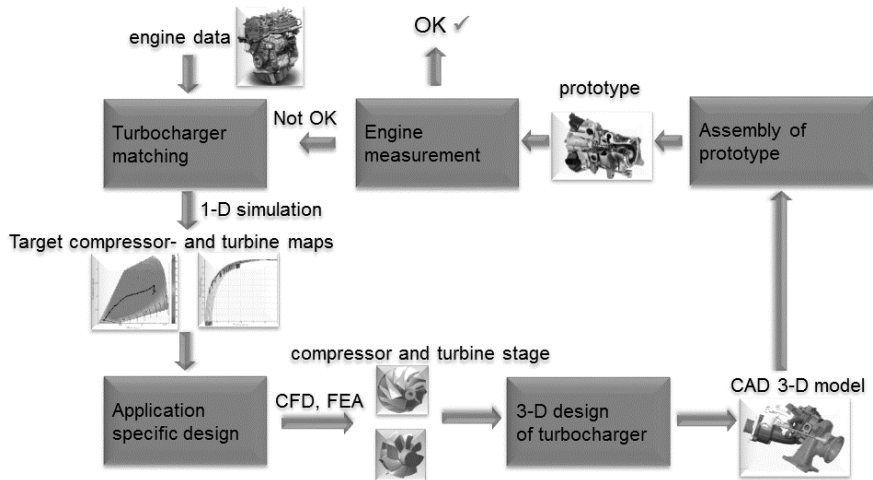 engine data
OK ✓
prototype
Not OK
Turbocharger
matching
Engine
measurement
Assembly of
prototype
1-D simulation
Target compressor- and turbine maps
compressor and turbine stage
CAD 3-D model
Application
specific design
CFD, FEA
3-D design
of turbocharger